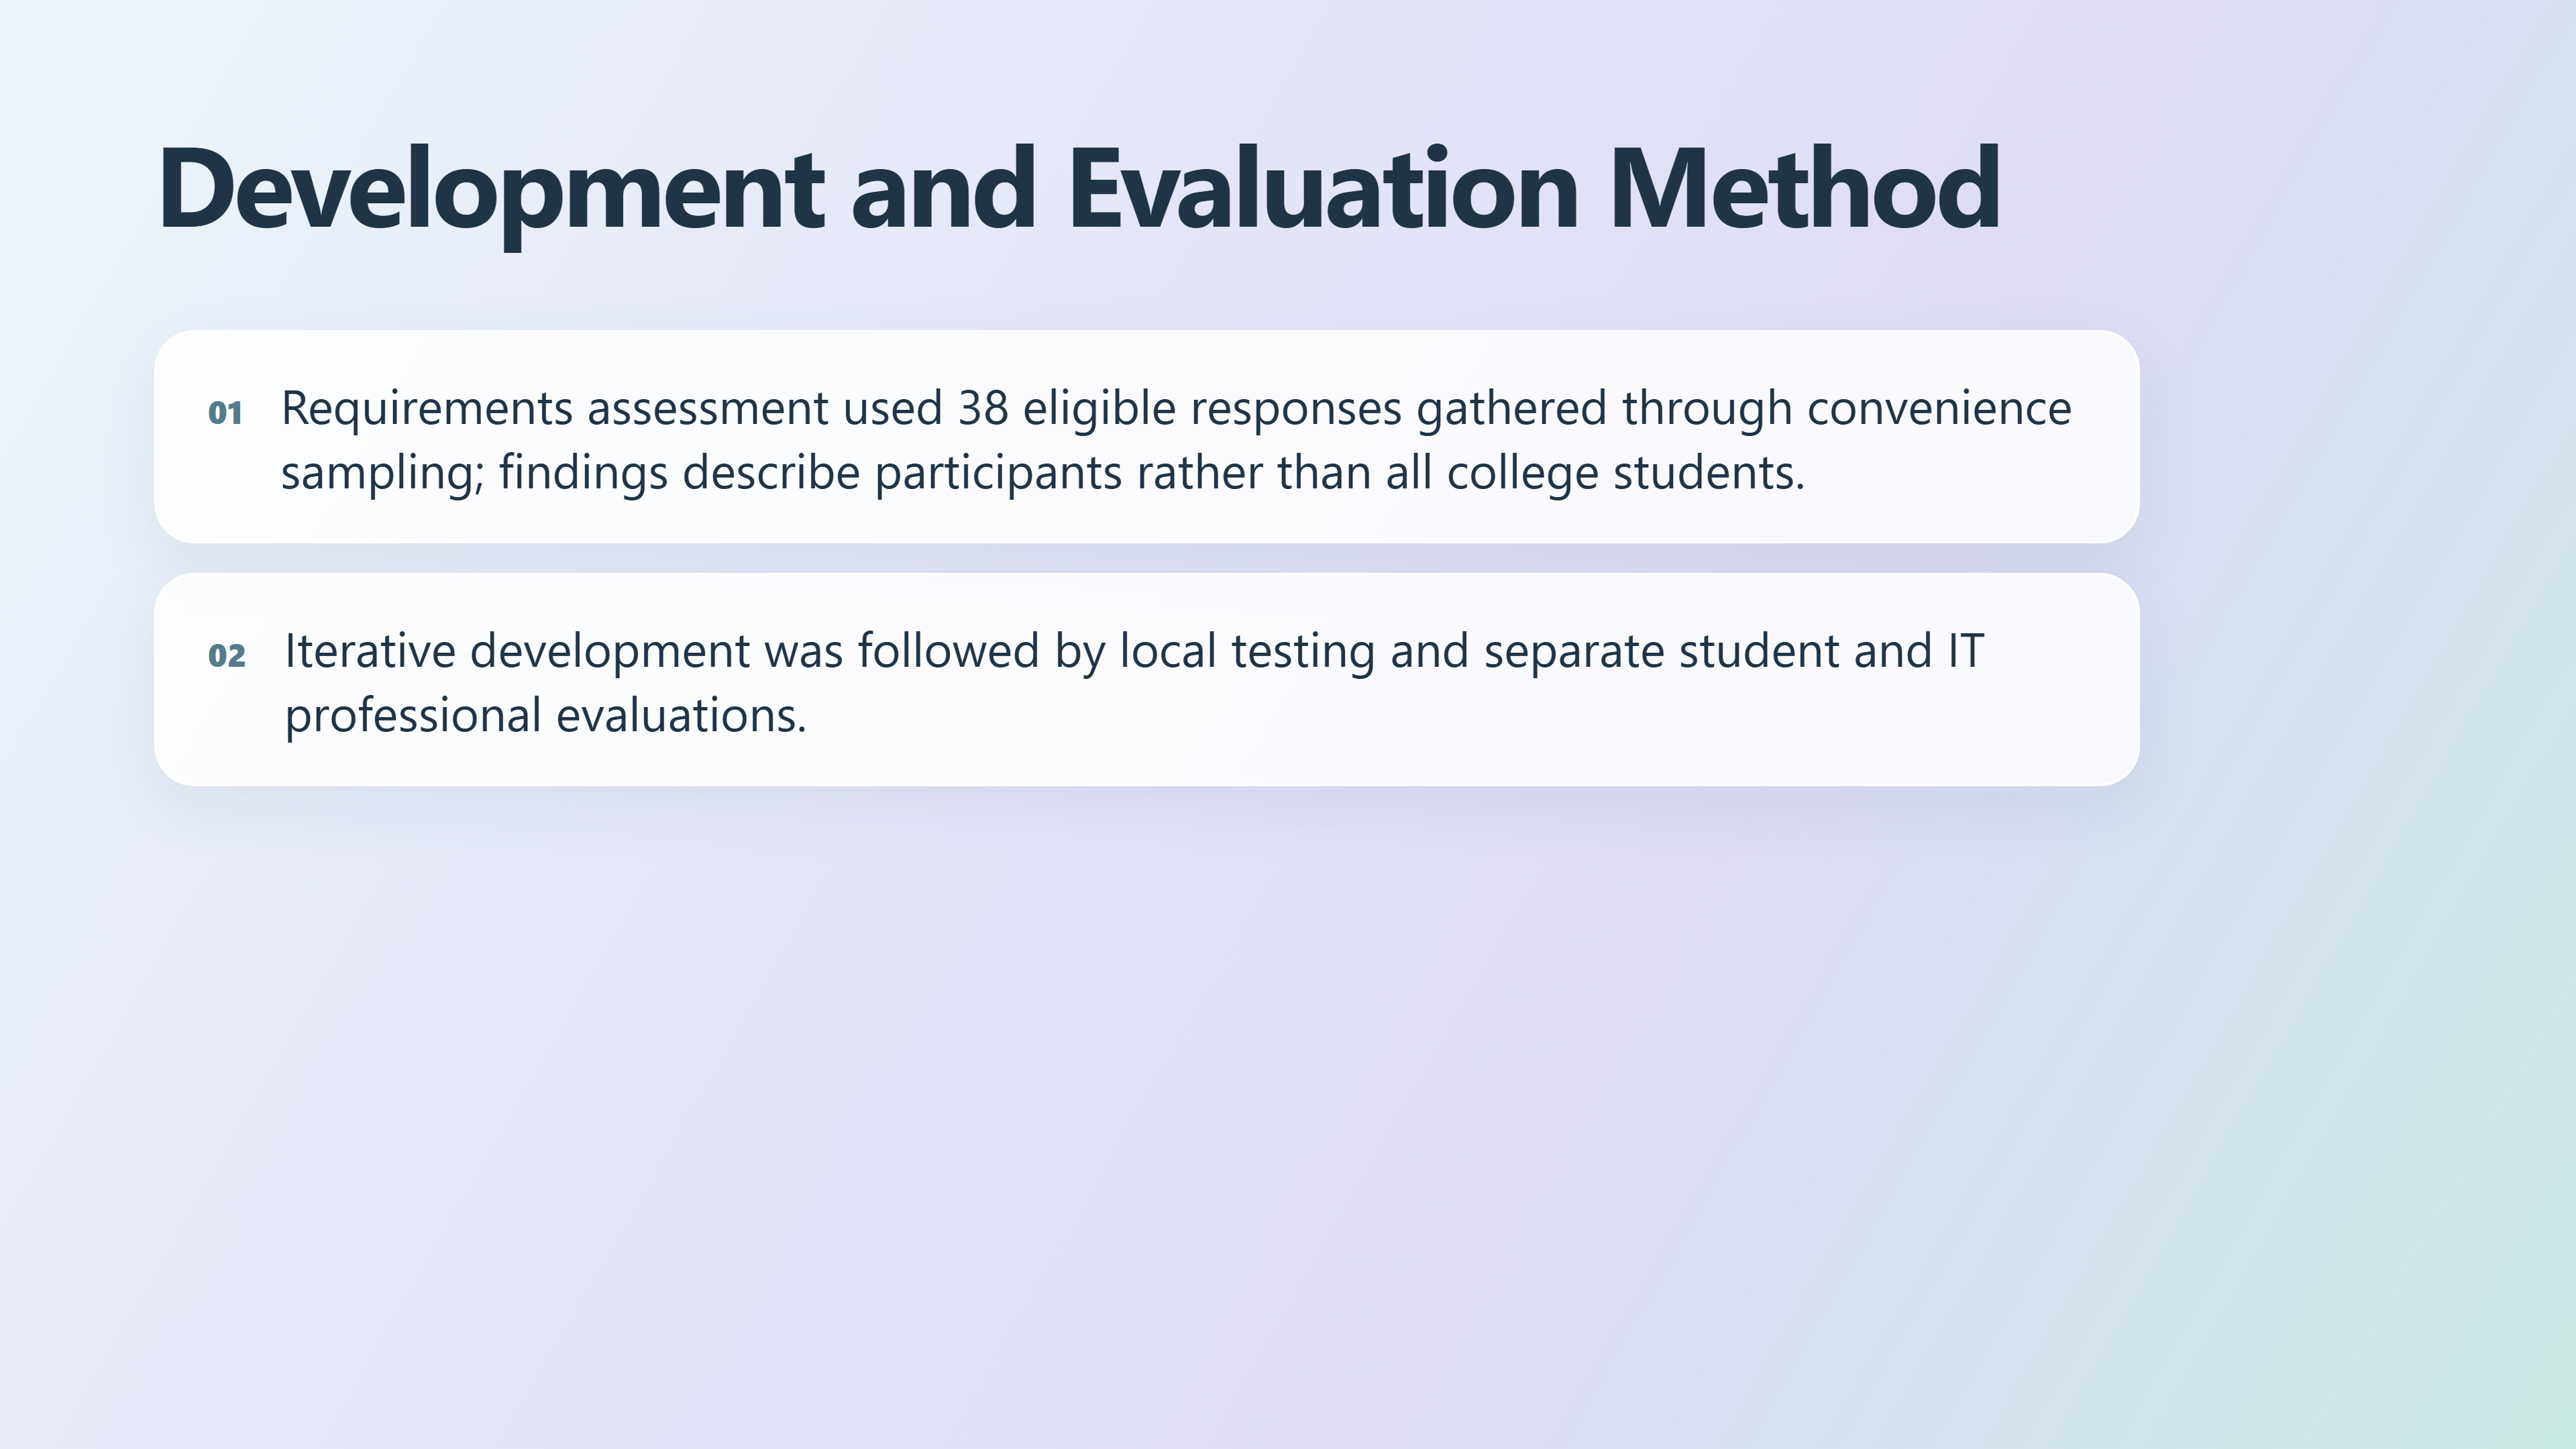 Development and Evaluation Method
01 Requirements assessment used 38 eligible responses gathered through convenience
sampling; findings describe participants rather than all college students.
02 Iterative development was followed by local testing and separate student and IT
professional evaluations.